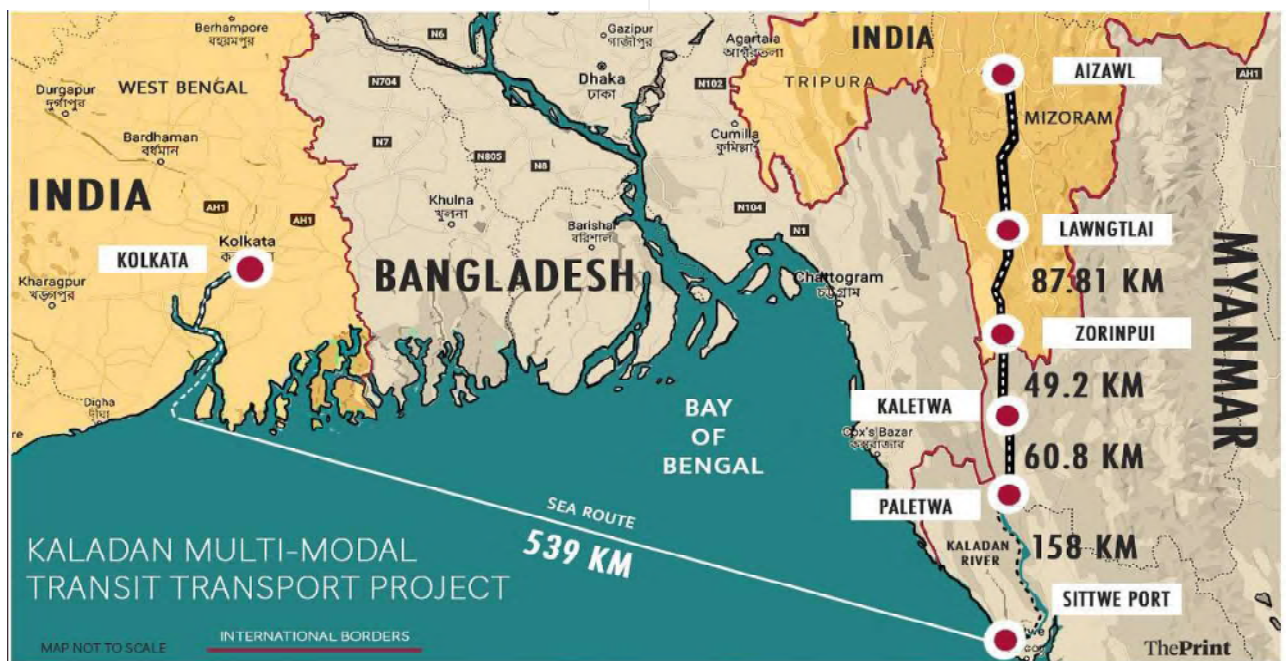 Berhampore
বহরমপুর
N6
Gazipur
গাজীপুর
Agartala
INDIA
AIZAWL
AH1
Durgapur
দুর্গাপুর
WEST BENGAL
N704
Dhaka
ঢাকা
N102
TRIPURA
MIZORAM
Bardhaman
বর্ধমান
N7
N805
N8
Cumilla
কুমিল্লা
INDIA
AH1
AH1
Khulna
খুলনা
Barishal
বরিশাল
N104
N1
LAWNGTLAI
KOLKATA
Kolkata
BANGLADESH
Chattogram
চট্টগ্রাম
87.81 KM
MYANMAR
Kharagpur
খড়্গপুর
ZORINPUI
49.2 KM
Digha
দীঘা
BAY
OF
BENGAL
KALETWA
Cox's Bazar
কক্সবাজার
60.8 KM
PALETWA
SEA ROUTE
539 KM
KALADAN
RIVER
158 KM
KALADAN MULTI-MODAL
TRANSIT TRANSPORT PROJECT
SITTWE PORT
MAP NOT TO SCALE
INTERNATIONAL BORDERS
ThePrint